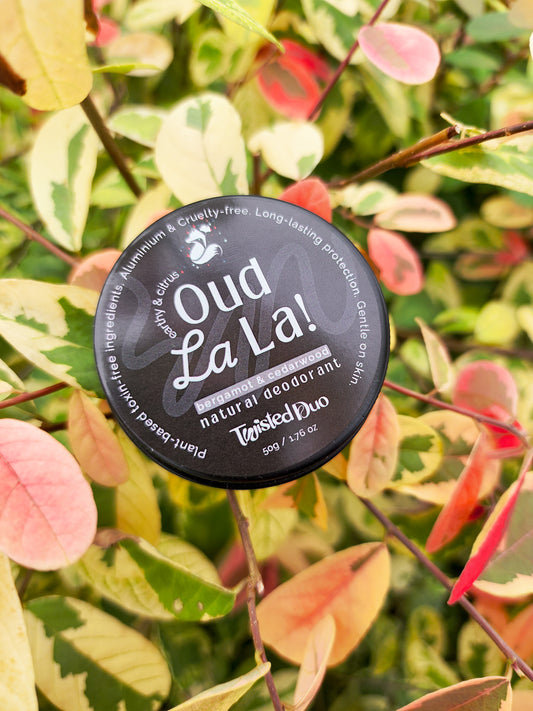 Plant-based toxin-free ingredients. Aluminium & Cruelty-free. Long-lasting protection. Gentle on skin.
earthy & citrus
Oud
La La!
bergamot & cedarwood
natural deodorant
Twisted Duo
50g / 1.76 oz